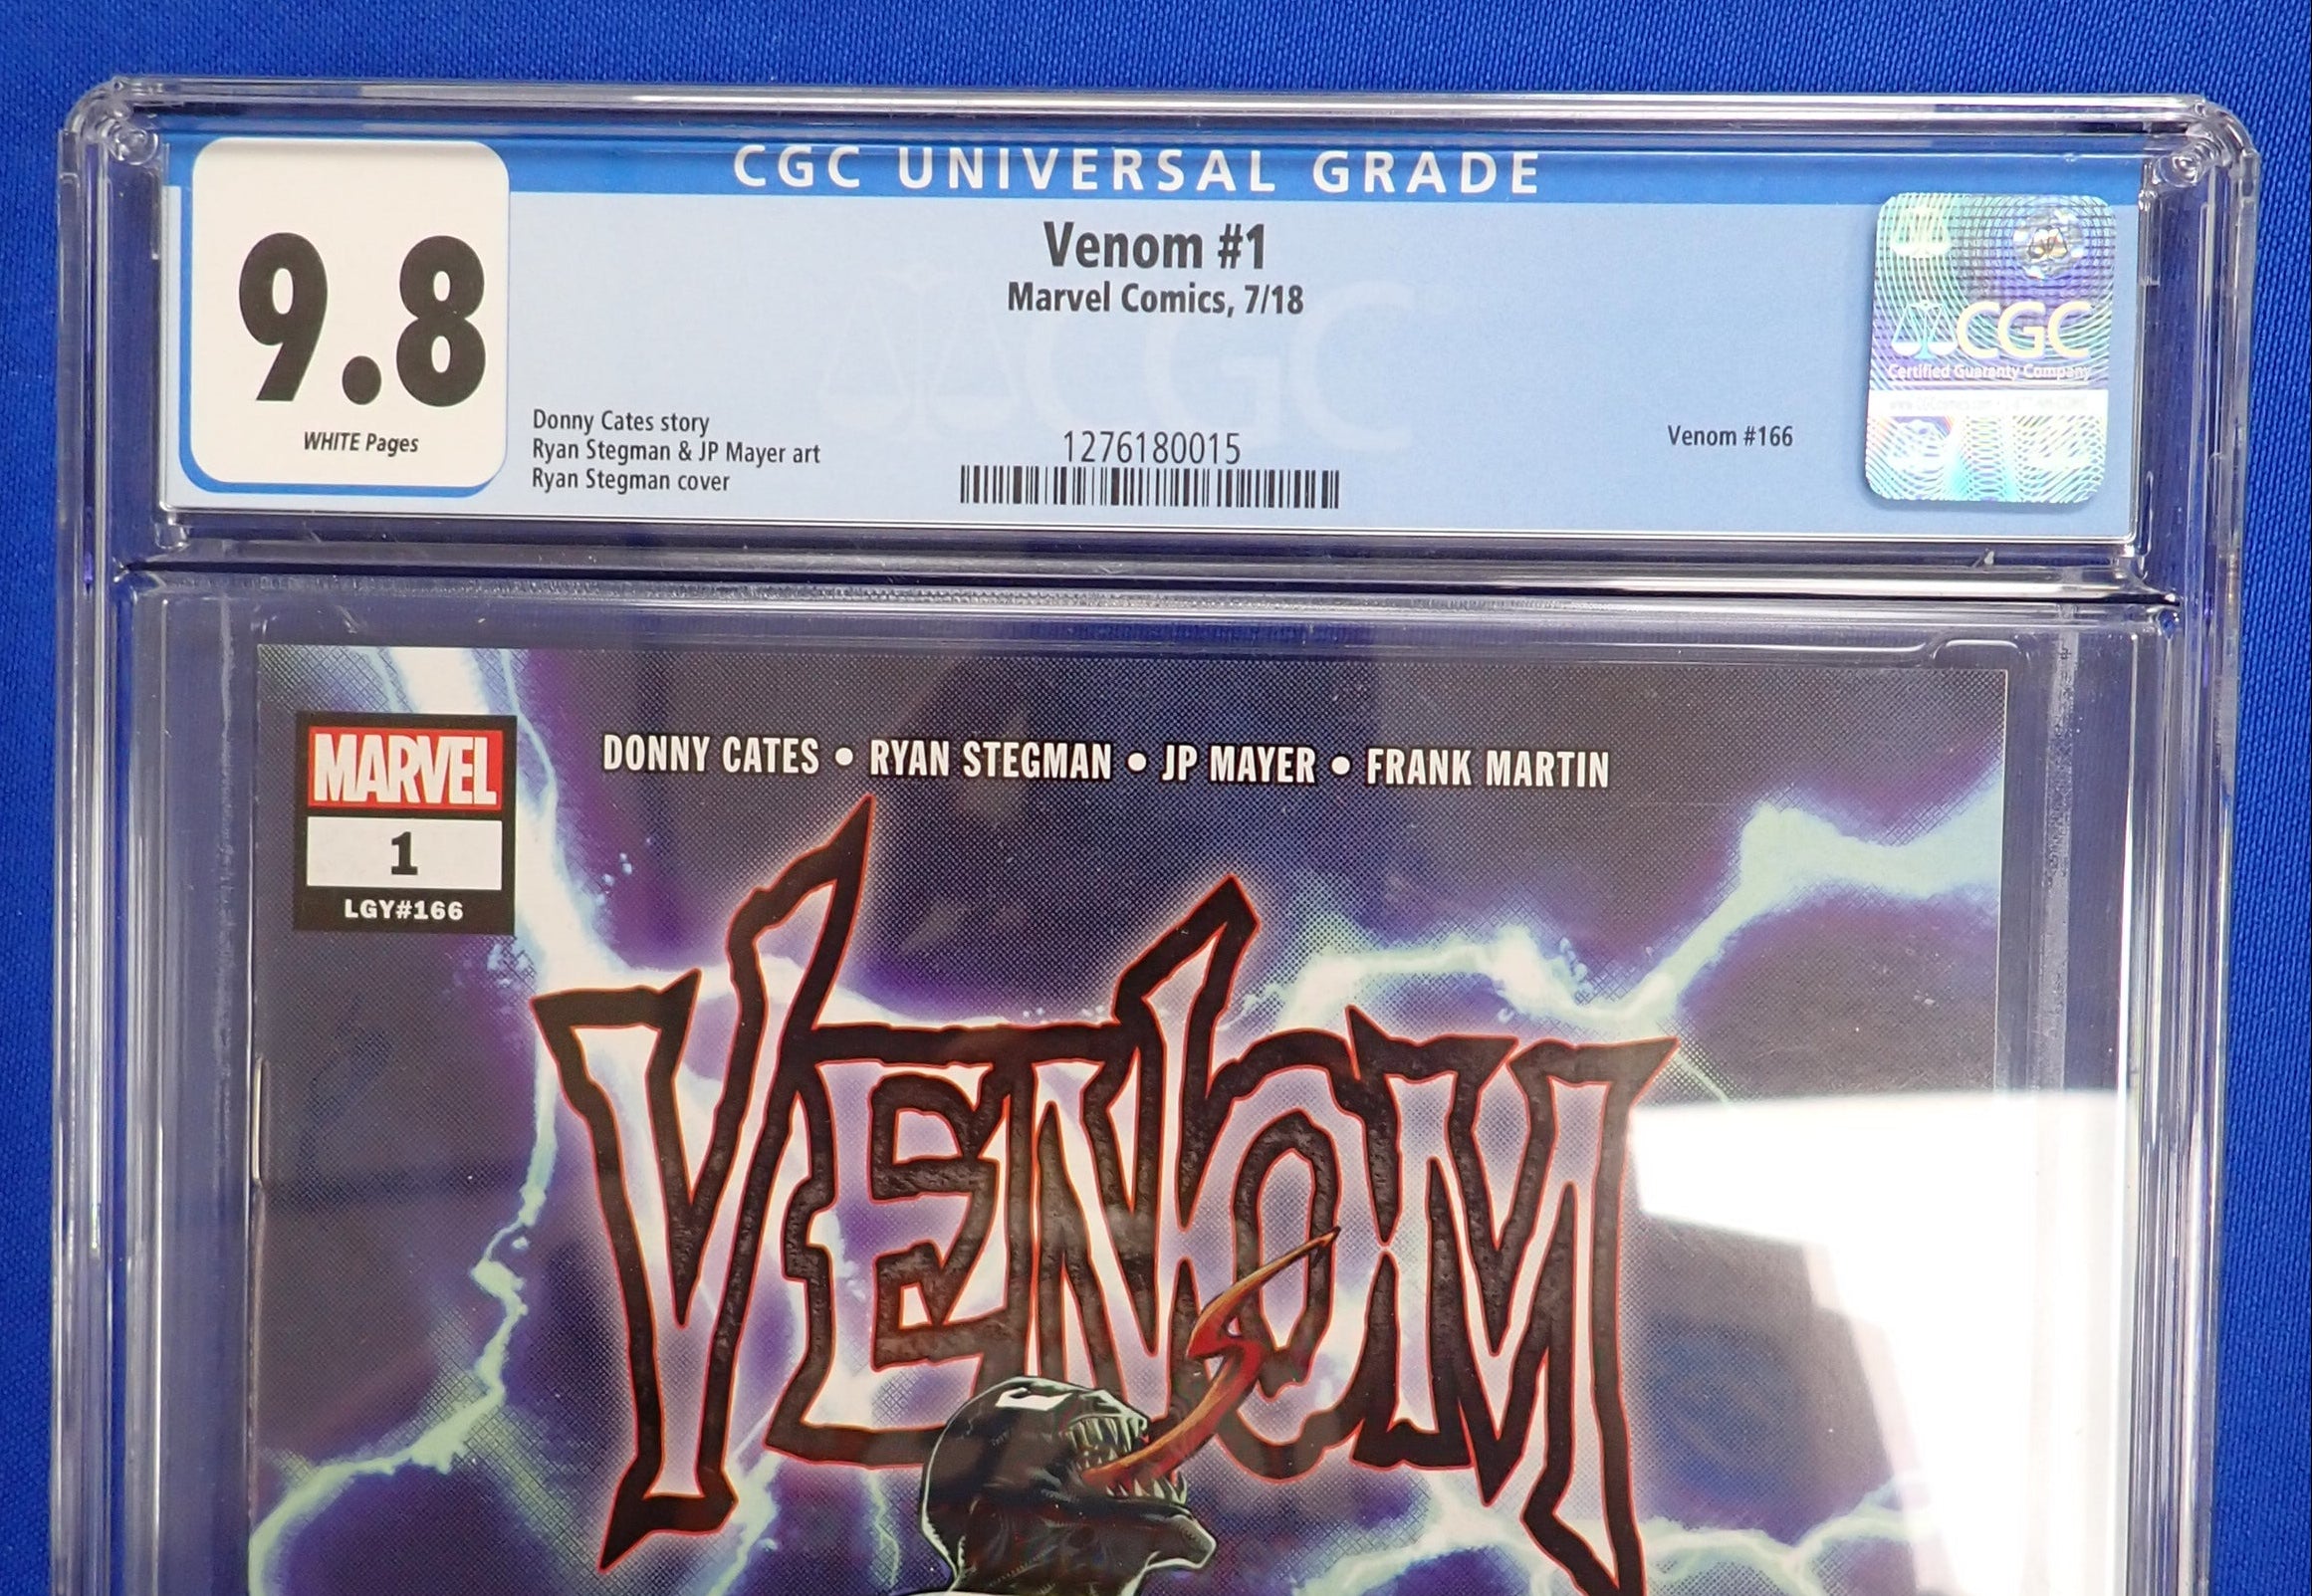 CGC UNIVERSAL GRADE
9.8
WHITE Pages
Venom #1
Marvel Comics, 7/18
Donny Cates story
Ryan Stegman & JP Mayer art
Ryan Stegman cover
1276180015
Venom #166
CGC
Certified Guaranty Company
CGC
MARVEL
1
LGY#166
DONNY CATES • RYAN STEGMAN • JP MAYER • FRANK MARTIN
VENOM